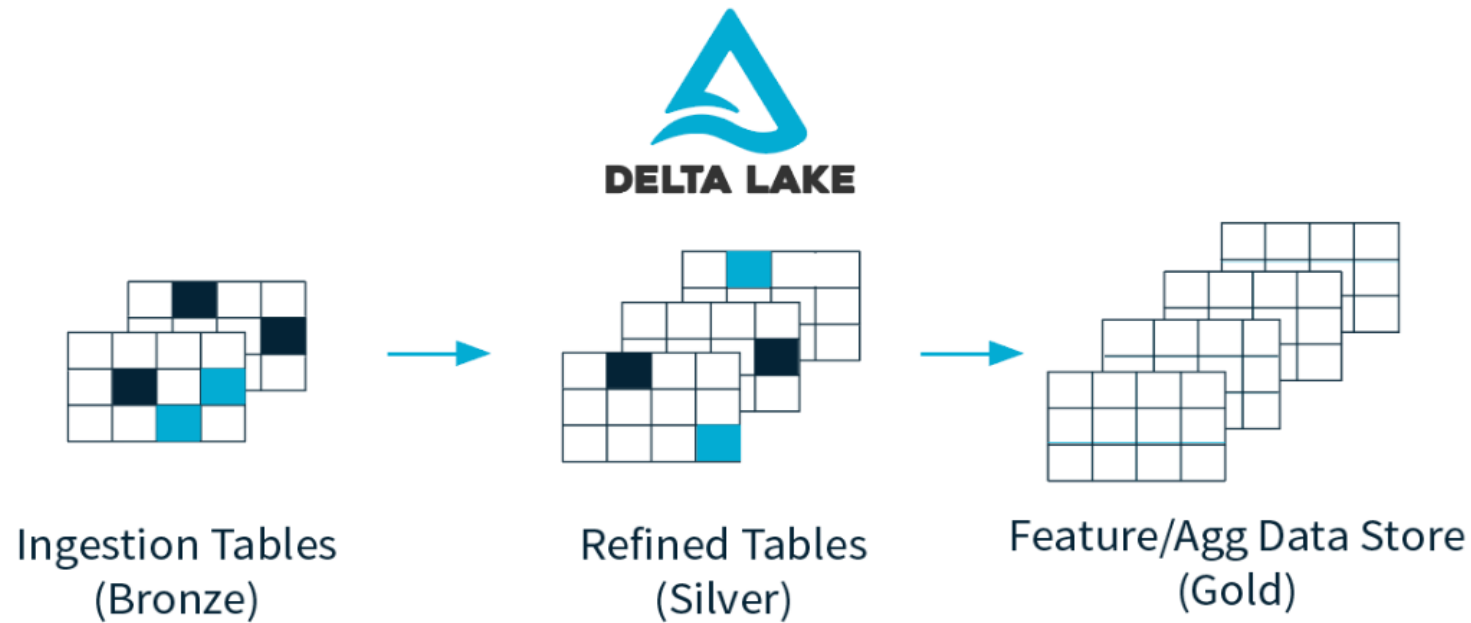 DELTA LAKE
Ingestion Tables
(Bronze)
Refined Tables
(Silver)
Feature/Agg Data Store
(Gold)